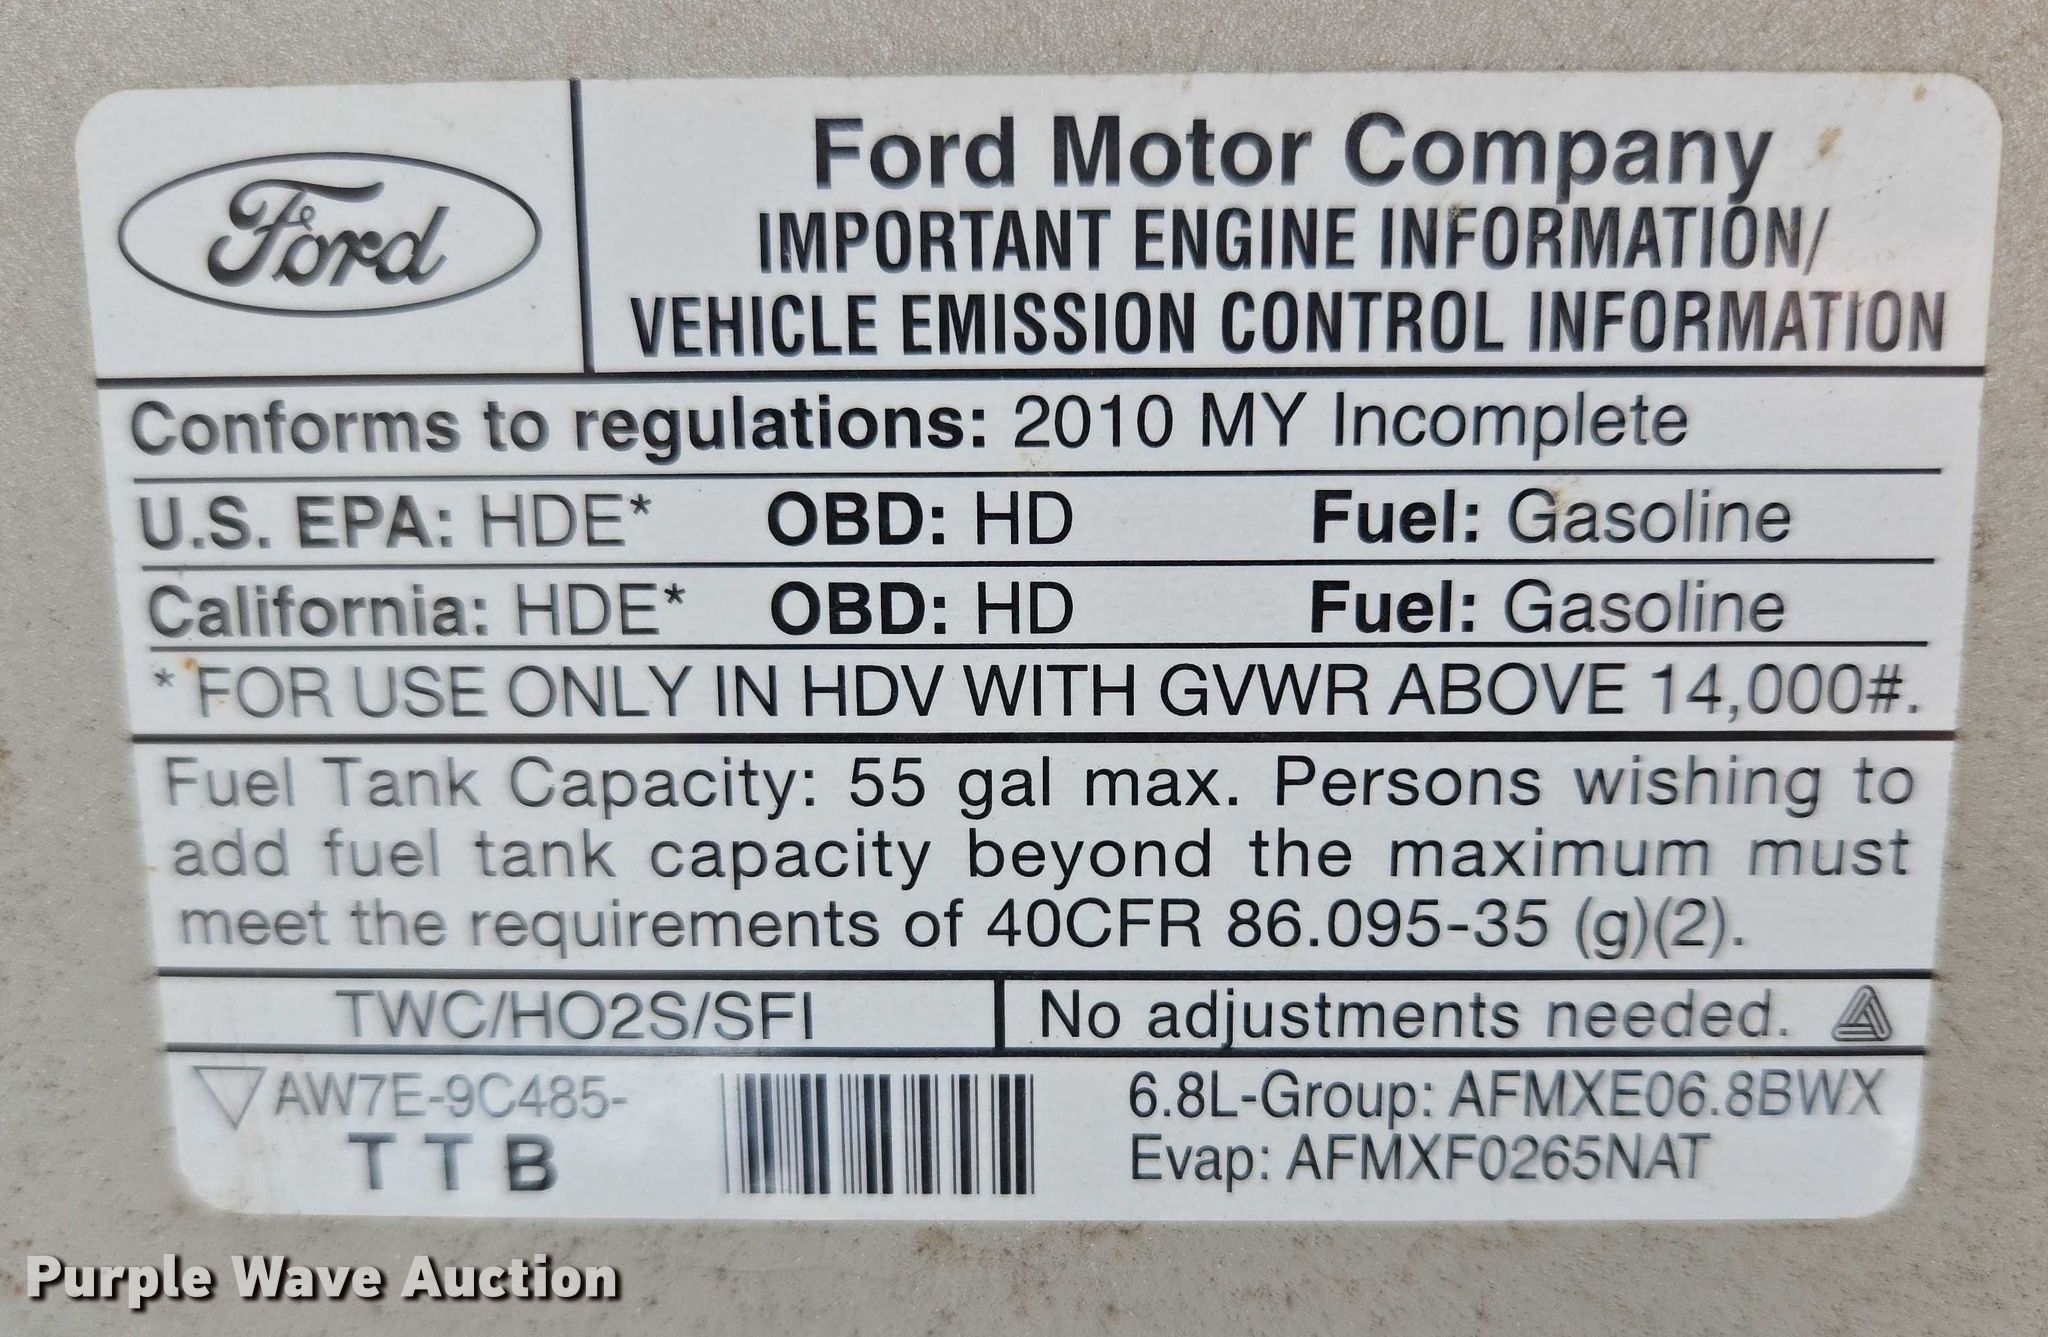 Ford
Ford Motor Company
IMPORTANT ENGINE INFORMATION/
VEHICLE EMISSION CONTROL INFORMATION
Conforms to regulations: 2010 MY Incomplete
U.S. EPA: HDE* OBD: HD Fuel: Gasoline
California: HDE* OBD: HD Fuel: Gasoline
* FOR USE ONLY IN HDV WITH GVWR ABOVE 14,000#.
Fuel Tank Capacity: 55 gal max. Persons wishing to
add fuel tank capacity beyond the maximum must
meet the requirements of 40CFR 86.095-35 (g)(2).
TWC/HO2S/SFI No adjustments needed.
AW7E-9C485-
T T B
6.8L-Group: AFMXE06.8BWX
Evap: AFMXF0265NAT
Purple Wave Auction